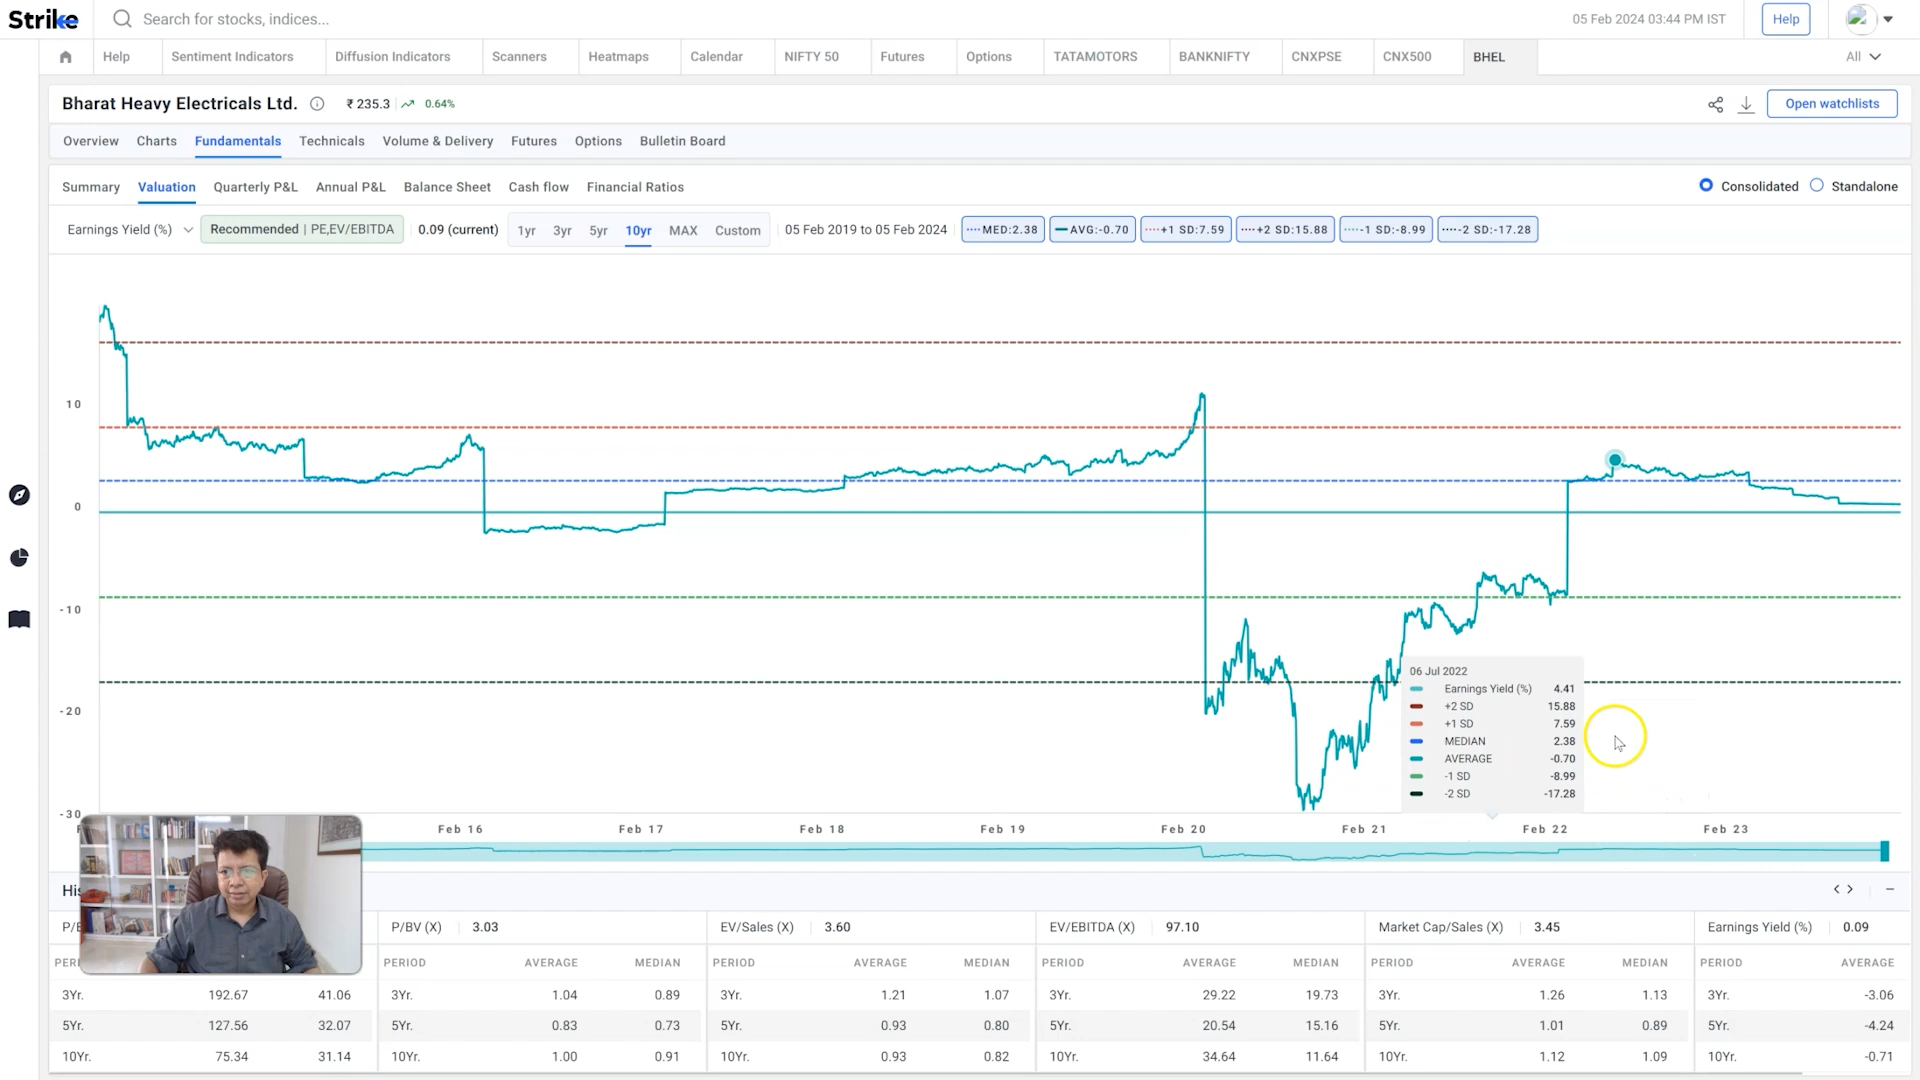 Strike
Search for stocks, indices...
05 Feb 2024 03:44 PM IST
Help
Help
Sentiment Indicators
Diffusion Indicators
Scanners
Heatmaps
Calendar
NIFTY 50
Futures
Options
TATAMOTORS
BANKNIFTY
CNXPSE
CNX500
BHEL
All
Bharat Heavy Electricals Ltd.
₹ 235.3
0.64%
Open watchlists
Overview
Charts
Fundamentals
Technicals
Volume & Delivery
Futures
Options
Bulletin Board
Summary
Valuation
Quarterly P&L
Annual P&L
Balance Sheet
Cash flow
Financial Ratios
Consolidated
Standalone
Earnings Yield (%)
Recommended | PE,EV/EBITDA
0.09 (current)
1yr
3yr
5yr
10yr
MAX
Custom
05 Feb 2019 to 05 Feb 2024
MED:2.38
AVG:-0.70
+1 SD:7.59
+2 SD:15.88
-1 SD:-8.99
-2 SD:-17.28
10
0
-10
-20
-30
06 Jul 2022
Earnings Yield (%) 4.41
+2 SD 15.88
+1 SD 7.59
MEDIAN 2.38
AVERAGE -0.70
-1 SD -8.99
-2 SD -17.28
Feb 16
Feb 17
Feb 18
Feb 19
Feb 20
Feb 21
Feb 22
Feb 23
P/BV (X) 3.03
EV/Sales (X) 3.60
EV/EBITDA (X) 97.10
Market Cap/Sales (X) 3.45
Earnings Yield (%) 0.09
PERIOD AVERAGE MEDIAN
PERIOD AVERAGE MEDIAN
PERIOD AVERAGE MEDIAN
PERIOD AVERAGE MEDIAN
PERIOD AVERAGE
3Yr. 192.67 41.06
3Yr. 1.04 0.89
3Yr. 1.21 1.07
3Yr. 29.22 19.73
3Yr. 1.26 1.13
3Yr. -3.06
5Yr. 127.56 32.07
5Yr. 0.83 0.73
5Yr. 0.93 0.80
5Yr. 20.54 15.16
5Yr. 1.01 0.89
5Yr. -4.24
10Yr. 75.34 31.14
10Yr. 1.00 0.91
10Yr. 0.93 0.82
10Yr. 34.64 11.64
10Yr. 1.12 1.09
10Yr. -0.71